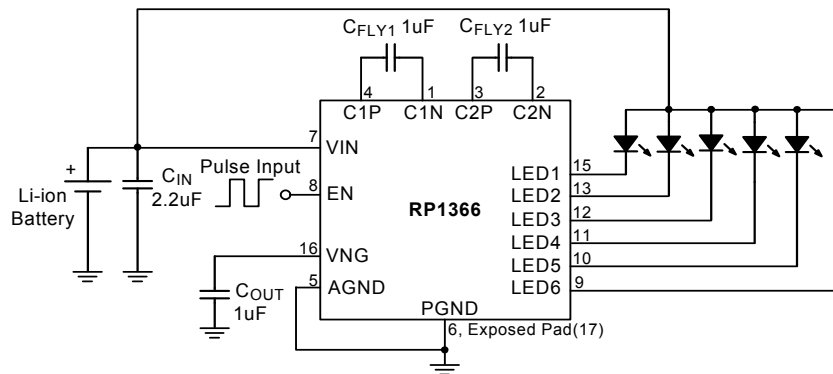 CFLY1 1uF
CFLY2 1uF
4
1
3
2
C1P
C1N
C2P
C2N
7
VIN
+
Li-ion
Battery
CIN
2.2uF
Pulse Input
8
EN
RP1366
LED1
15
LED2
13
LED3
12
LED4
11
LED5
10
LED6
9
16
VNG
5
AGND
COUT
1uF
PGND
6, Exposed Pad(17)